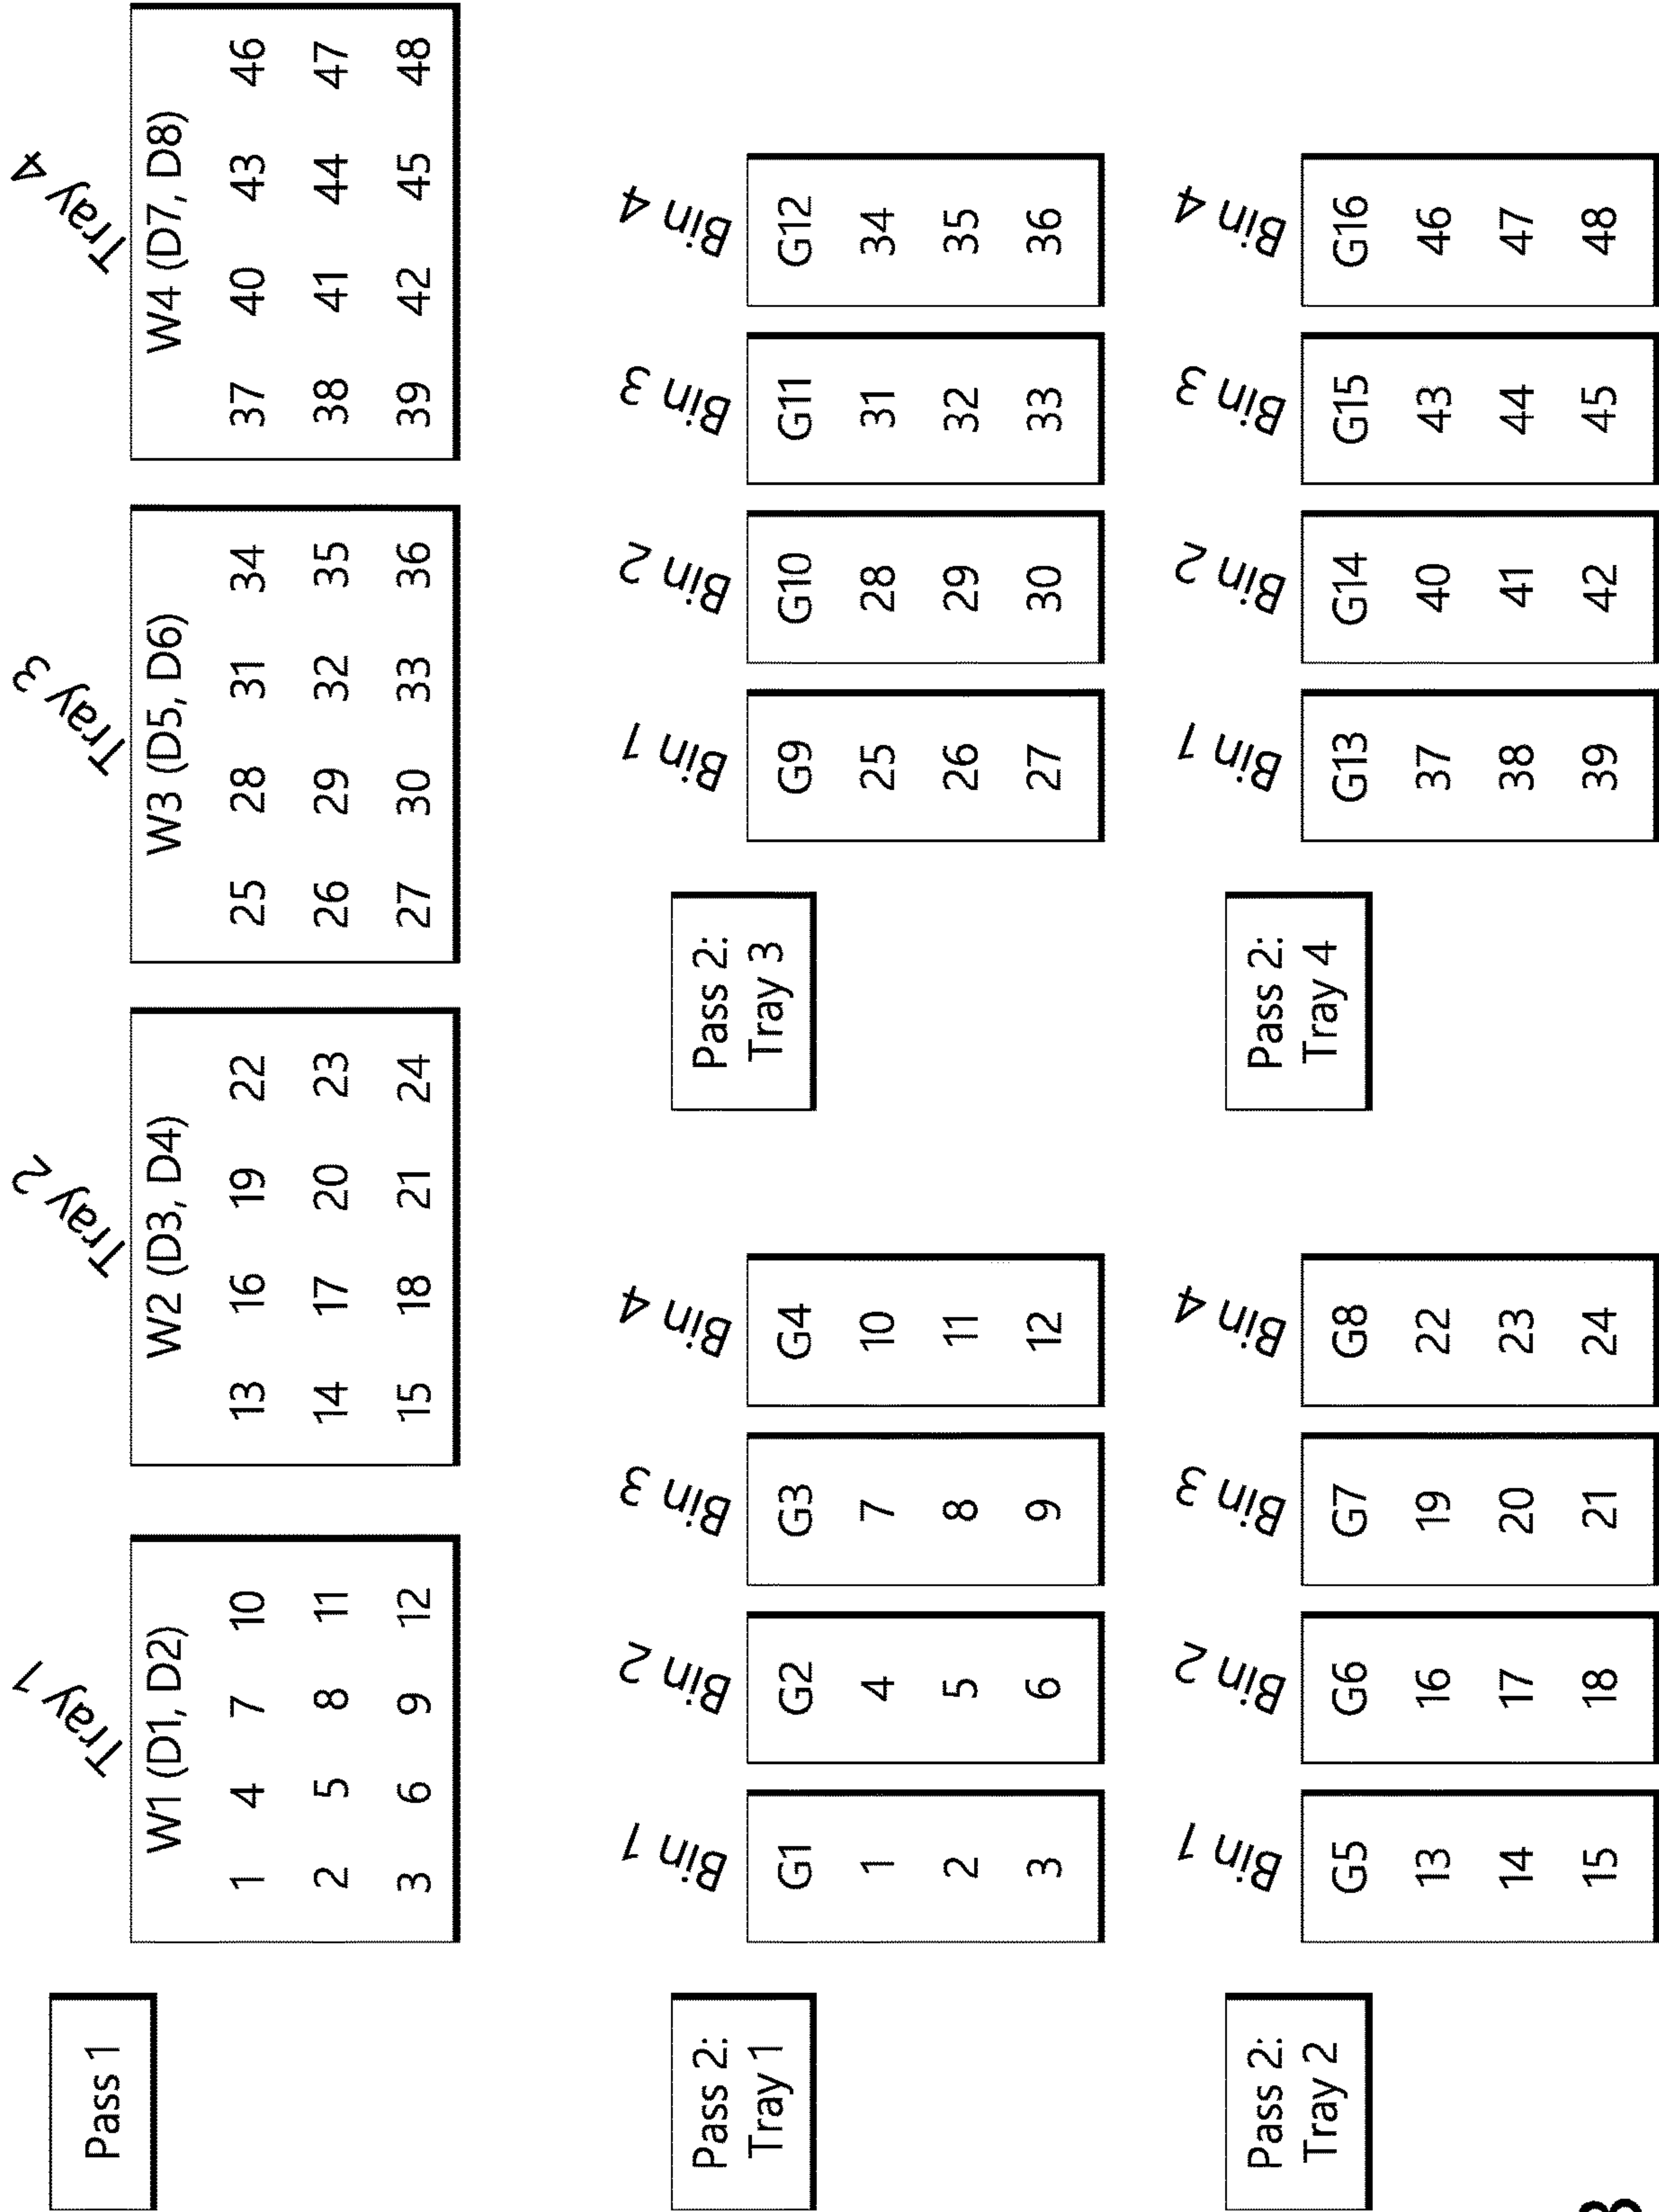 Pass 1
Tray 1
W1 (D1, D2)
1 4 7 10
2 5 8 11
3 6 9 12
Tray 2
W2 (D3, D4)
13 16 19 22
14 17 20 23
15 18 21 24
Tray 3
W3 (D5, D6)
25 28 31 34
26 29 32 35
27 30 33 36
Tray 4
W4 (D7, D8)
37 40 43 46
38 41 44 47
39 42 45 48
Pass 2:
Tray 1
Bin 1
G1
1
2
3
Bin 2
G2
4
5
6
Bin 3
G3
7
8
9
Bin 4
G4
10
11
12
Pass 2:
Tray 3
Bin 1
G9
25
26
27
Bin 2
G10
28
29
30
Bin 3
G11
31
32
33
Bin 4
G12
34
35
36
Pass 2:
Tray 2
Bin 1
G5
13
14
15
Bin 2
G6
16
17
18
Bin 3
G7
19
20
21
Bin 4
G8
22
23
24
Pass 2:
Tray 4
Bin 1
G13
37
38
39
Bin 2
G14
40
41
42
Bin 3
G15
43
44
45
Bin 4
G16
46
47
48